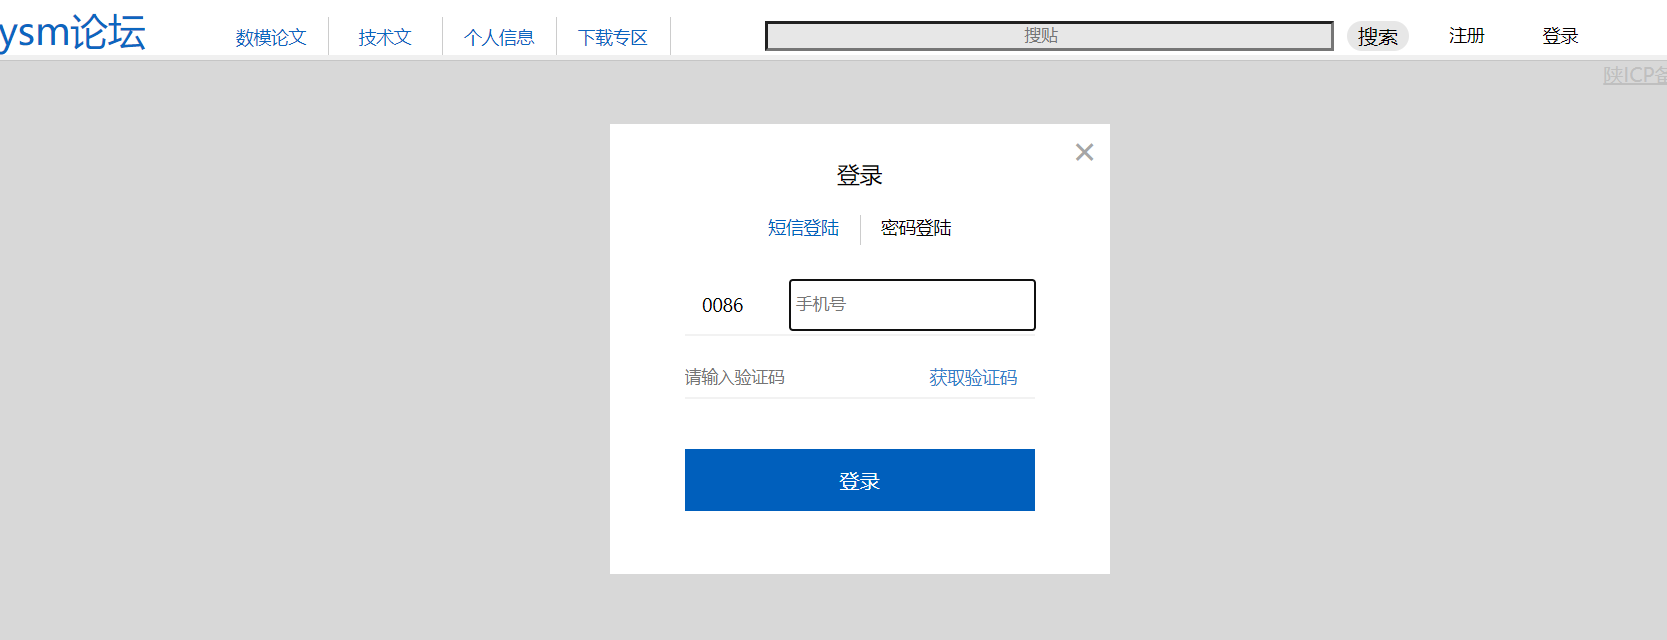 ysm论坛
数模论文
技术文
个人信息
下载专区
搜贴
搜索
注册
登录
陕ICP备
×
登录
短信登陆
密码登陆
0086
手机号
请输入验证码
获取验证码
登录